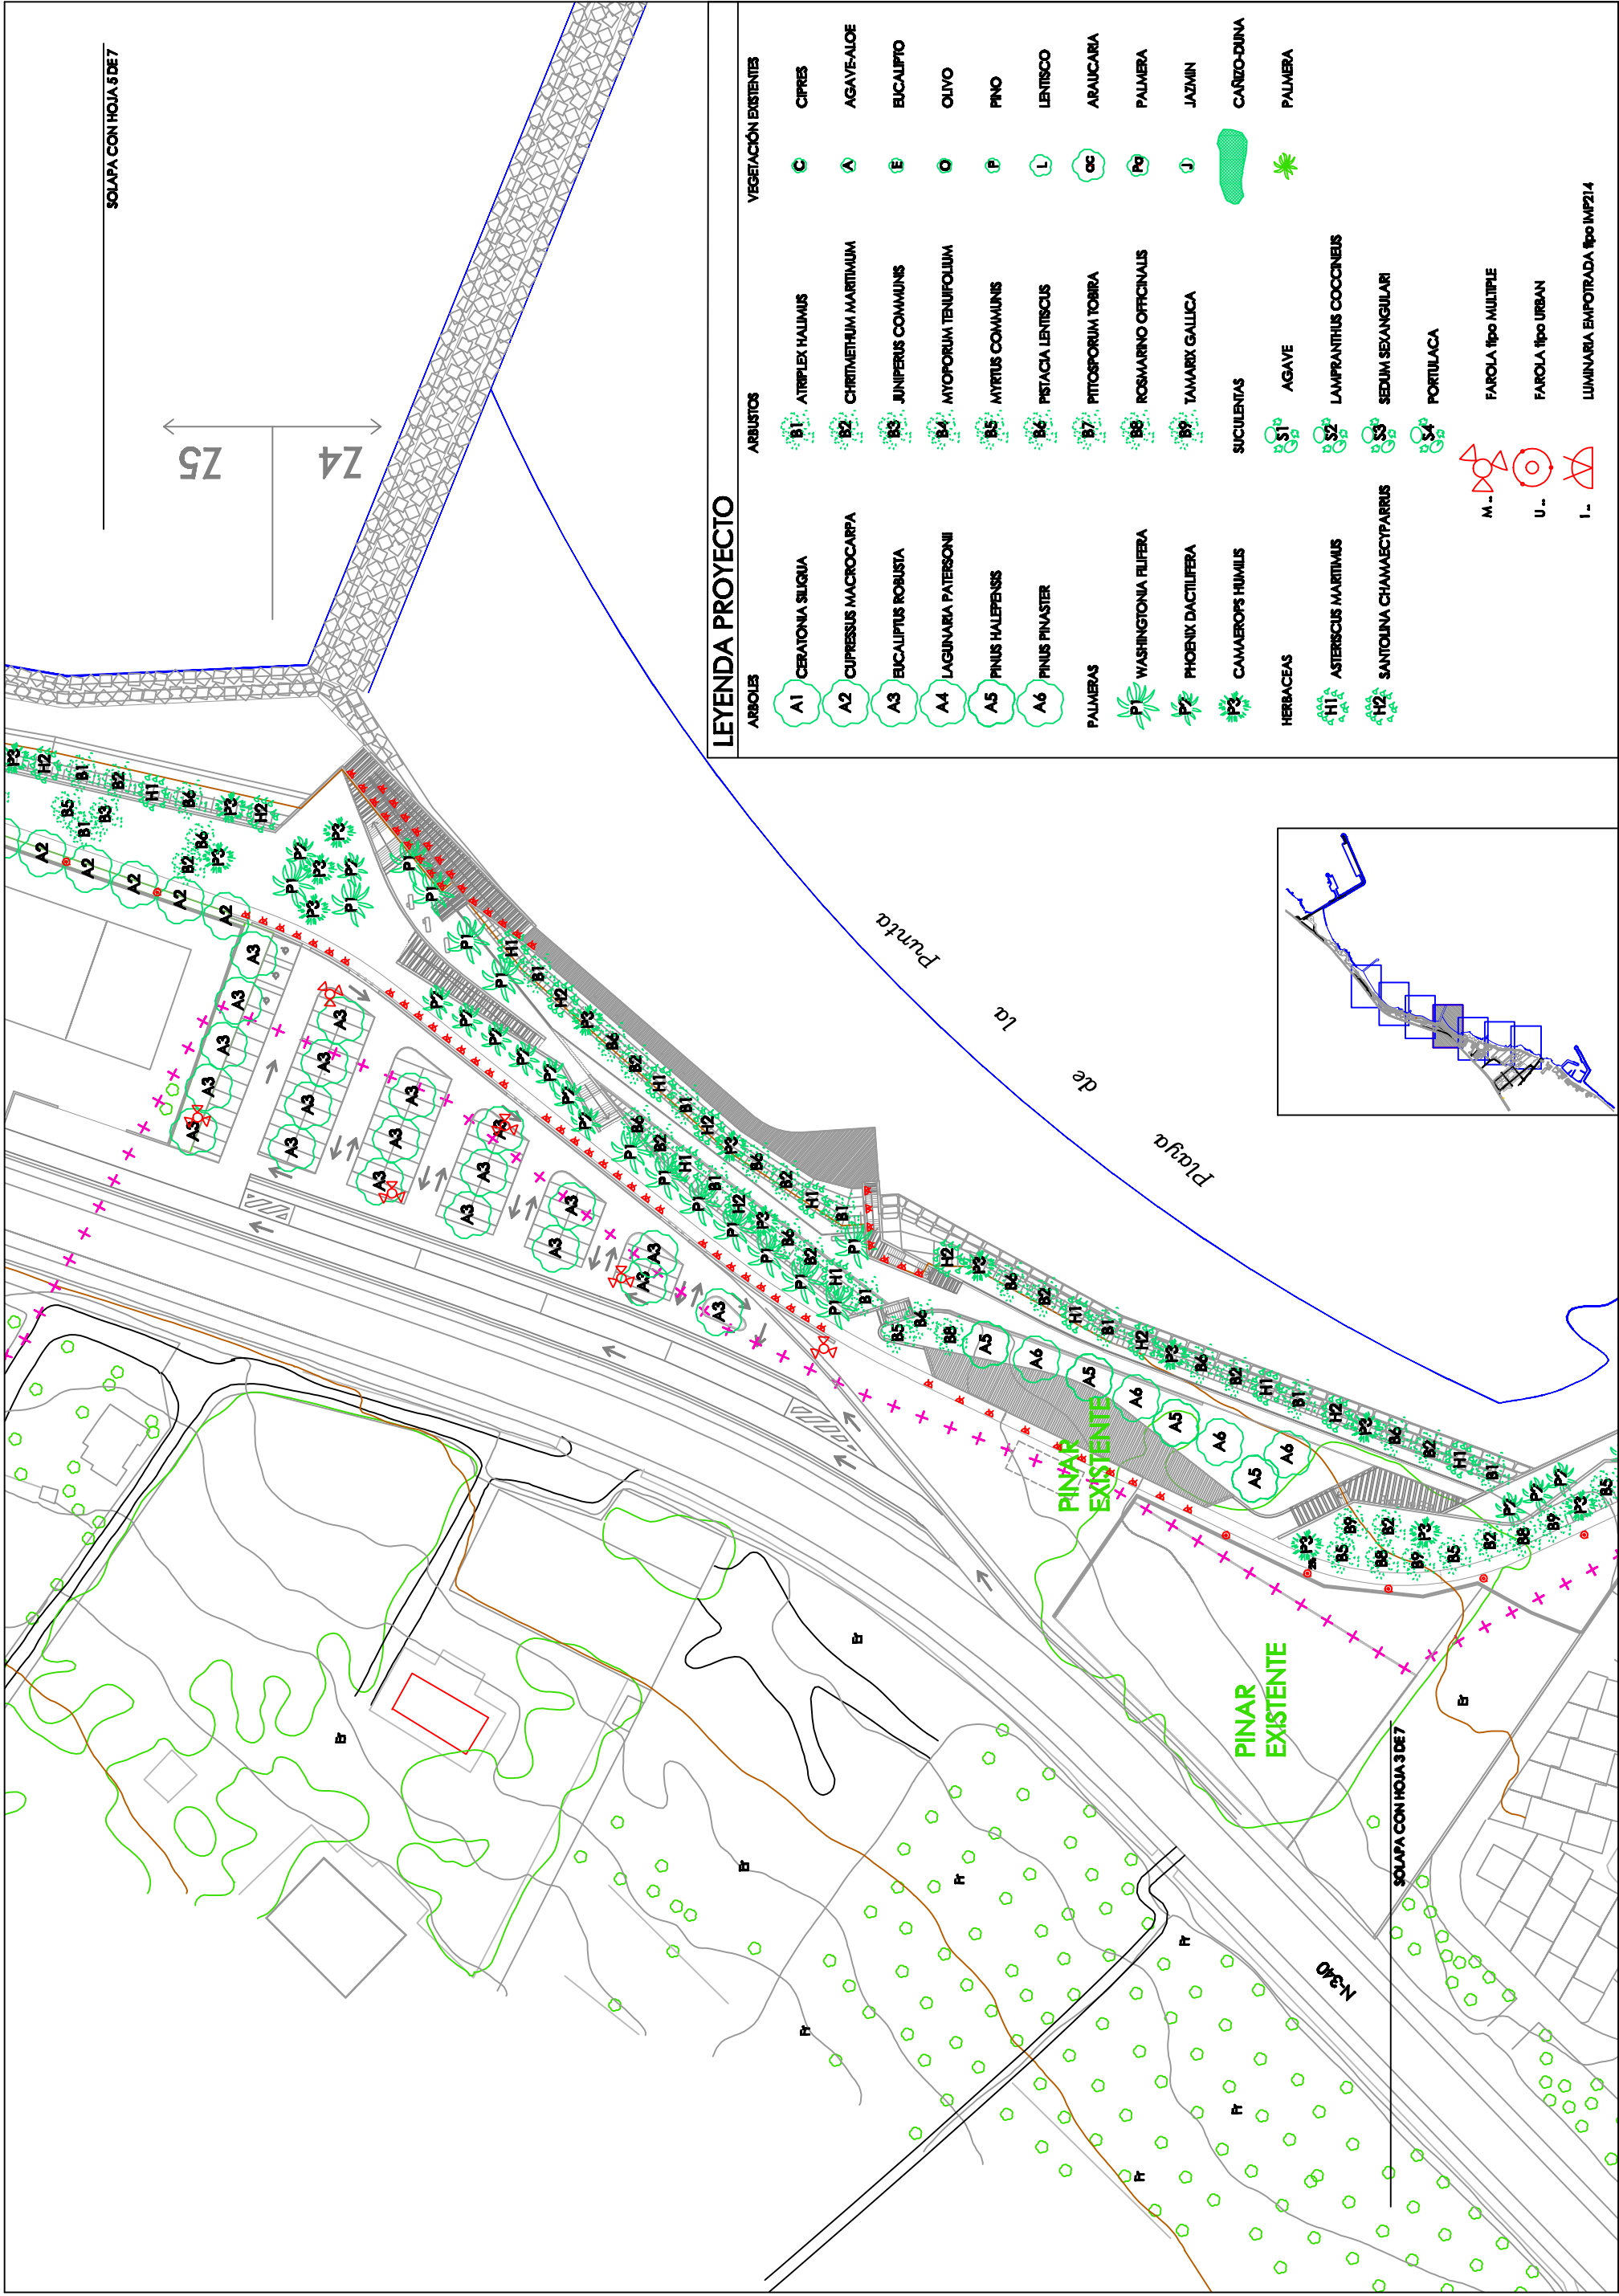 SOLAPA CON HOJA 5 DE 7
Z5
Z4
LEYENDA PROYECTO
ARBOLES
A1 CERATONIA SILIQUA
A2 CUPRESSUS MACROCARPA
A3 EUCALIPTUS ROBUSTA
A4 LAGUNARIA PATERSONII
A5 PINUS HALEPENSIS
A6 PINUS PINASTER
PALMERAS
P1 WASHINGTONIA FILIFERA
P2 PHOENIX DACTILIFERA
P3 CAMAEROPS HUMILIS
HERBACEAS
H1 ASTERISCUS MARITIMUS
H2 SANTOLINA CHAMAECYPARRUS
ARBUSTOS
B1 ATRIPLEX HALIMUS
B2 CHRITMETHUM MARITIMUM
B3 JUNIPERUS COMMUNIS
B4 MYOPORUM TENUIFOLIUM
B5 MYRTUS COMMUNIS
B6 PISTACIA LENTISCUS
B7 PITTOSPORUM TOBIRA
B8 ROSMARINO OFFICINALIS
B9 TAMARIX GALLICA
SUCULENTAS
S1 AGAVE
S2 LAMPRANTHUS COCCINEUS
S3 SEDUM SEXANGULARI
S4 PORTULACA
M.. FAROLA tipo MULTIPLE
U.. FAROLA tipo URBAN
I.. LUMINARIA EMPOTRADA tipo IMP214
VEGETACIÓN EXISTENTES
C CIPRES
A AGAVE-ALOE
E EUCALIPTO
O OLIVO
P PINO
L LENTISCO
ac ARAUCARIA
Pa PALMERA
J JAZMIN
CAÑIZO-DUNA
PALMERA
Playa de la Punta
PINAR
EXISTENTE
PINAR
EXISTENTE
N-340
SOLAPA CON HOJA 3 DE 7